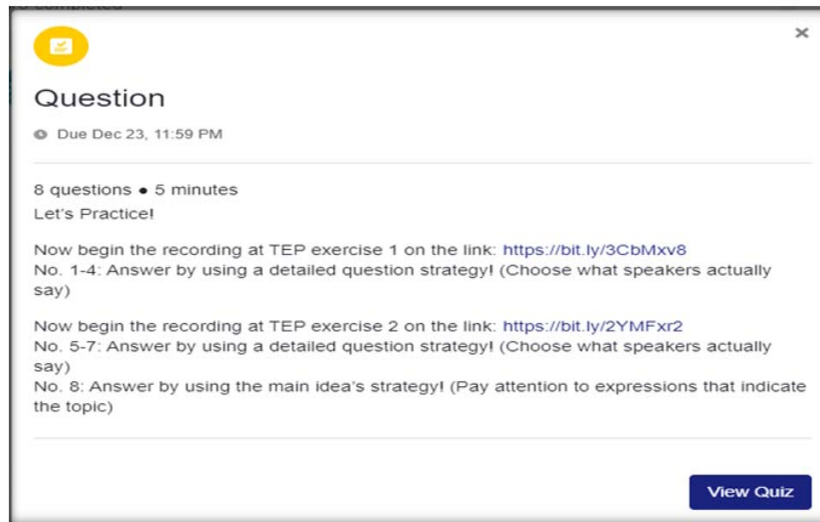 Question
Due Dec 23, 11:59 PM
8 questions ● 5 minutes
Let's Practice!
Now begin the recording at TEP exercise 1 on the link: https://bit.ly/3CbMxv8
No. 1-4: Answer by using a detailed question strategy! (Choose what speakers actually
say)
Now begin the recording at TEP exercise 2 on the link: https://bit.ly/2YMFxr2
No. 5-7: Answer by using a detailed question strategy! (Choose what speakers actually
say)
No. 8: Answer by using the main idea's strategy! (Pay attention to expressions that indicate
the topic)
View Quiz